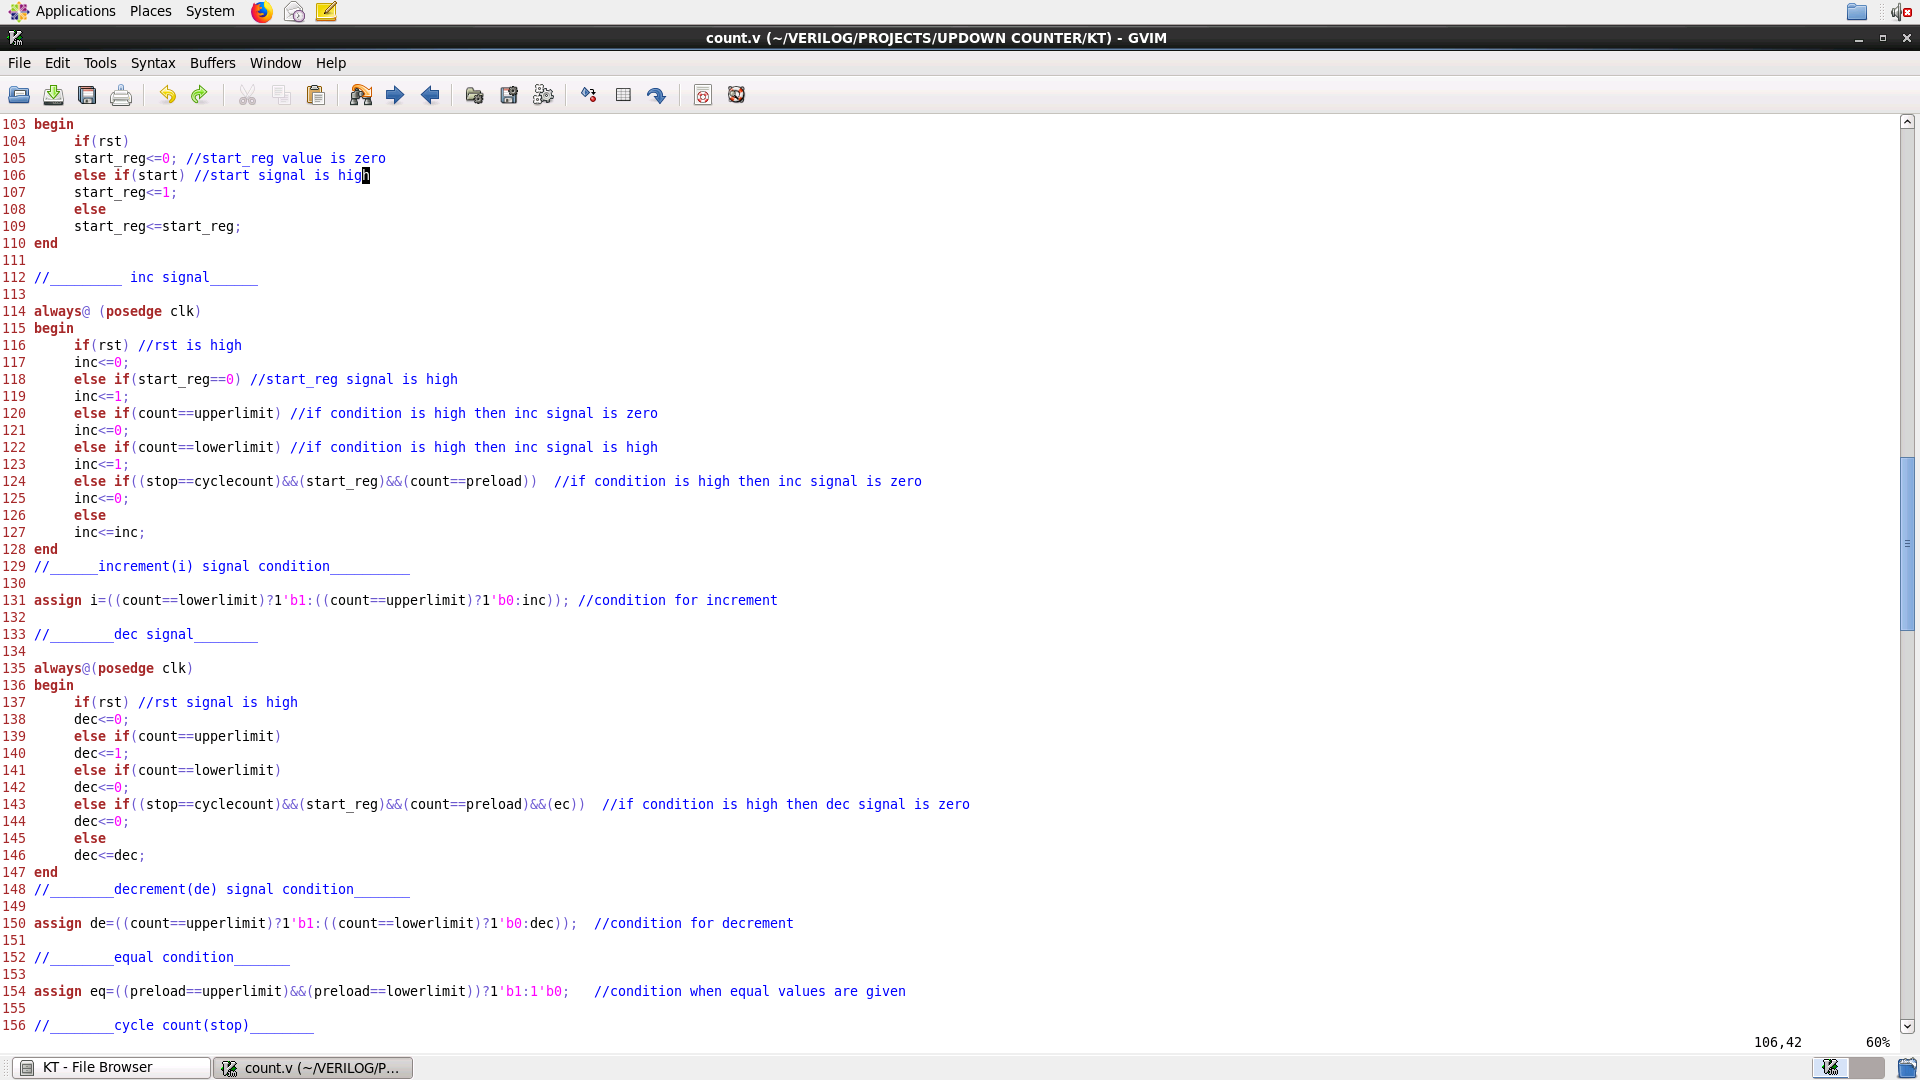 Applications Places System
count.v (~/VERILOG/PROJECTS/UPDOWN COUNTER/KT) - GVIM
File Edit Tools Syntax Buffers Window Help
103 begin
104 if(rst)
105 start_reg<=0; //start_reg value is zero
106 else if(start) //start signal is high
107 start_reg<=1;
108 else
109 start_reg<=start_reg;
110 end
111
112 //_________ inc signal______
113
114 always@ (posedge clk)
115 begin
116 if(rst) //rst is high
117 inc<=0;
118 else if(start_reg==0) //start_reg signal is high
119 inc<=1;
120 else if(count==upperlimit) //if condition is high then inc signal is zero
121 inc<=0;
122 else if(count==lowerlimit) //if condition is high then inc signal is high
123 inc<=1;
124 else if((stop==cyclecount)&&(start_reg)&&(count==preload))  //if condition is high then inc signal is zero
125 inc<=0;
126 else
127 inc<=inc;
128 end
129 //______increment(i) signal condition__________
130
131 assign i=((count==lowerlimit)?1'b1:((count==upperlimit)?1'b0:inc)); //condition for increment
132
133 //________dec signal________
134
135 always@(posedge clk)
136 begin
137 if(rst) //rst signal is high
138 dec<=0;
139 else if(count==upperlimit)
140 dec<=1;
141 else if(count==lowerlimit)
142 dec<=0;
143 else if((stop==cyclecount)&&(start_reg)&&(count==preload)&&(ec))  //if condition is high then dec signal is zero
144 dec<=0;
145 else
146 dec<=dec;
147 end
148 //________decrement(de) signal condition_______
149
150 assign de=((count==upperlimit)?1'b1:((count==lowerlimit)?1'b0:dec));  //condition for decrement
151
152 //________equal condition_______
153
154 assign eq=((preload==upperlimit)&&(preload==lowerlimit))?1'b1:1'b0;   //condition when equal values are given
155
156 //________cycle count(stop)________
106,42 60%
KT - File Browser count.v (~/VERILOG/P...